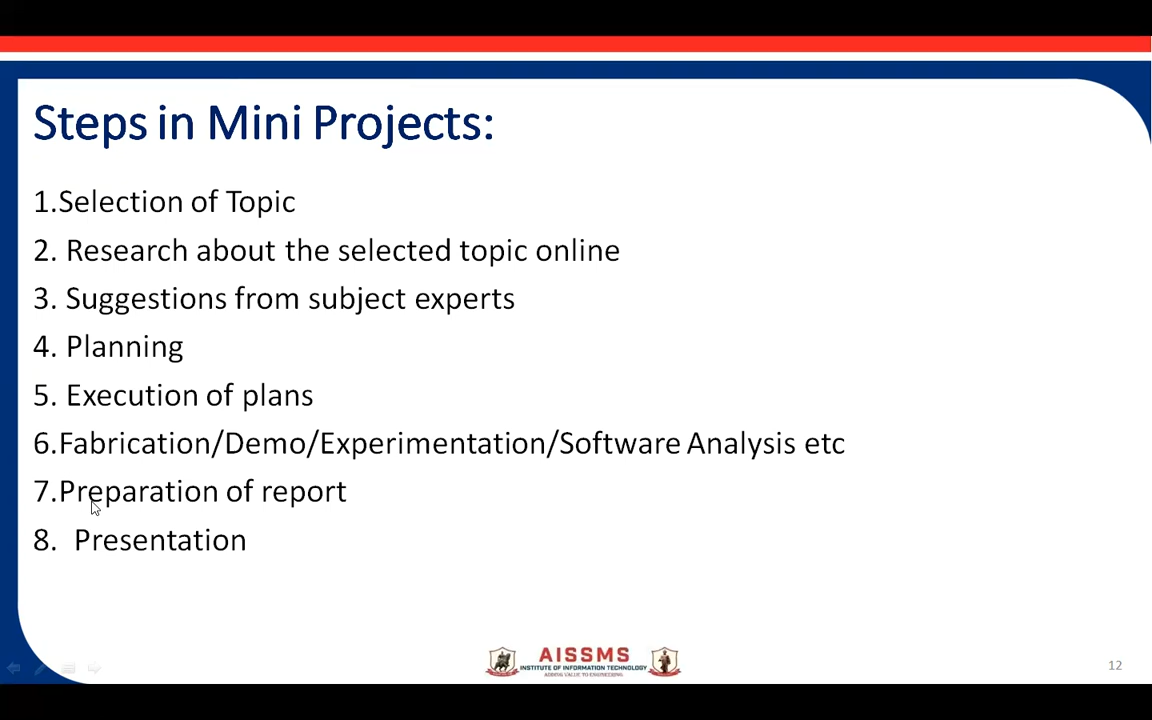 Steps in Mini Projects:
1.Selection of Topic
2. Research about the selected topic online
3. Suggestions from subject experts
4. Planning
5. Execution of plans
6.Fabrication/Demo/Experimentation/Software Analysis etc
7.Preparation of report
8. Presentation
AISSMS
INSTITUTE OF INFORMATION TECHNOLOGY
ADDING VALUE TO ENGINEERING
12